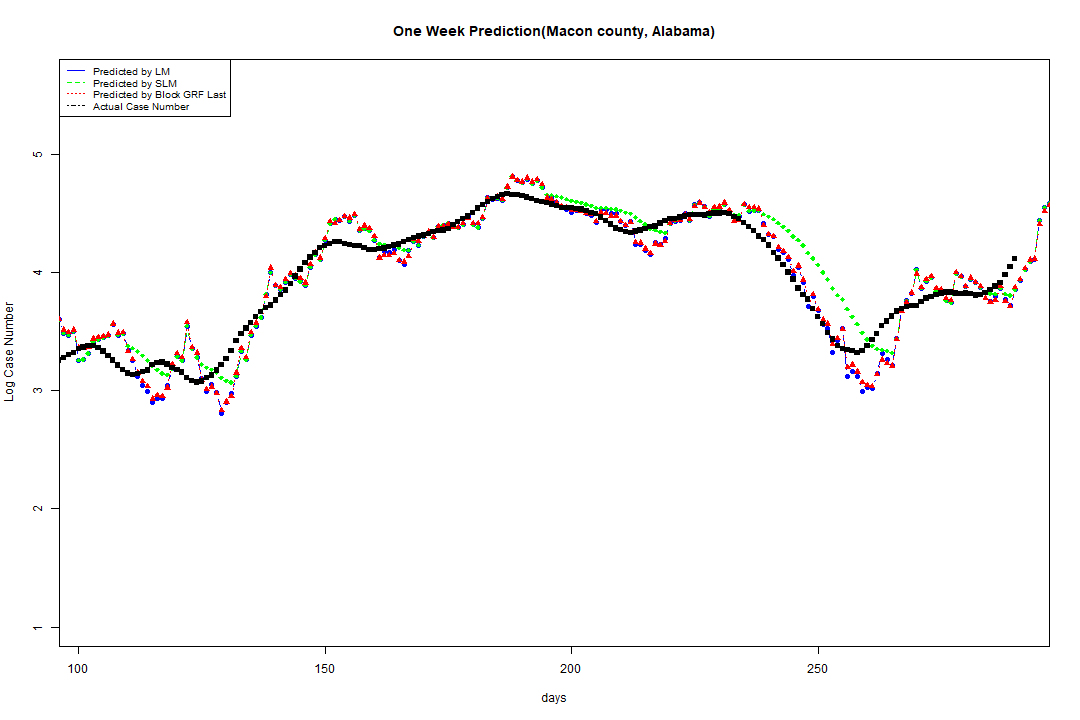 One Week Prediction(Macon county, Alabama)
Predicted by LM
Predicted by SLM
Predicted by Block GRF Last
Actual Case Number
5
4
3
2
1
Log Case Number
100 150 200 250
days